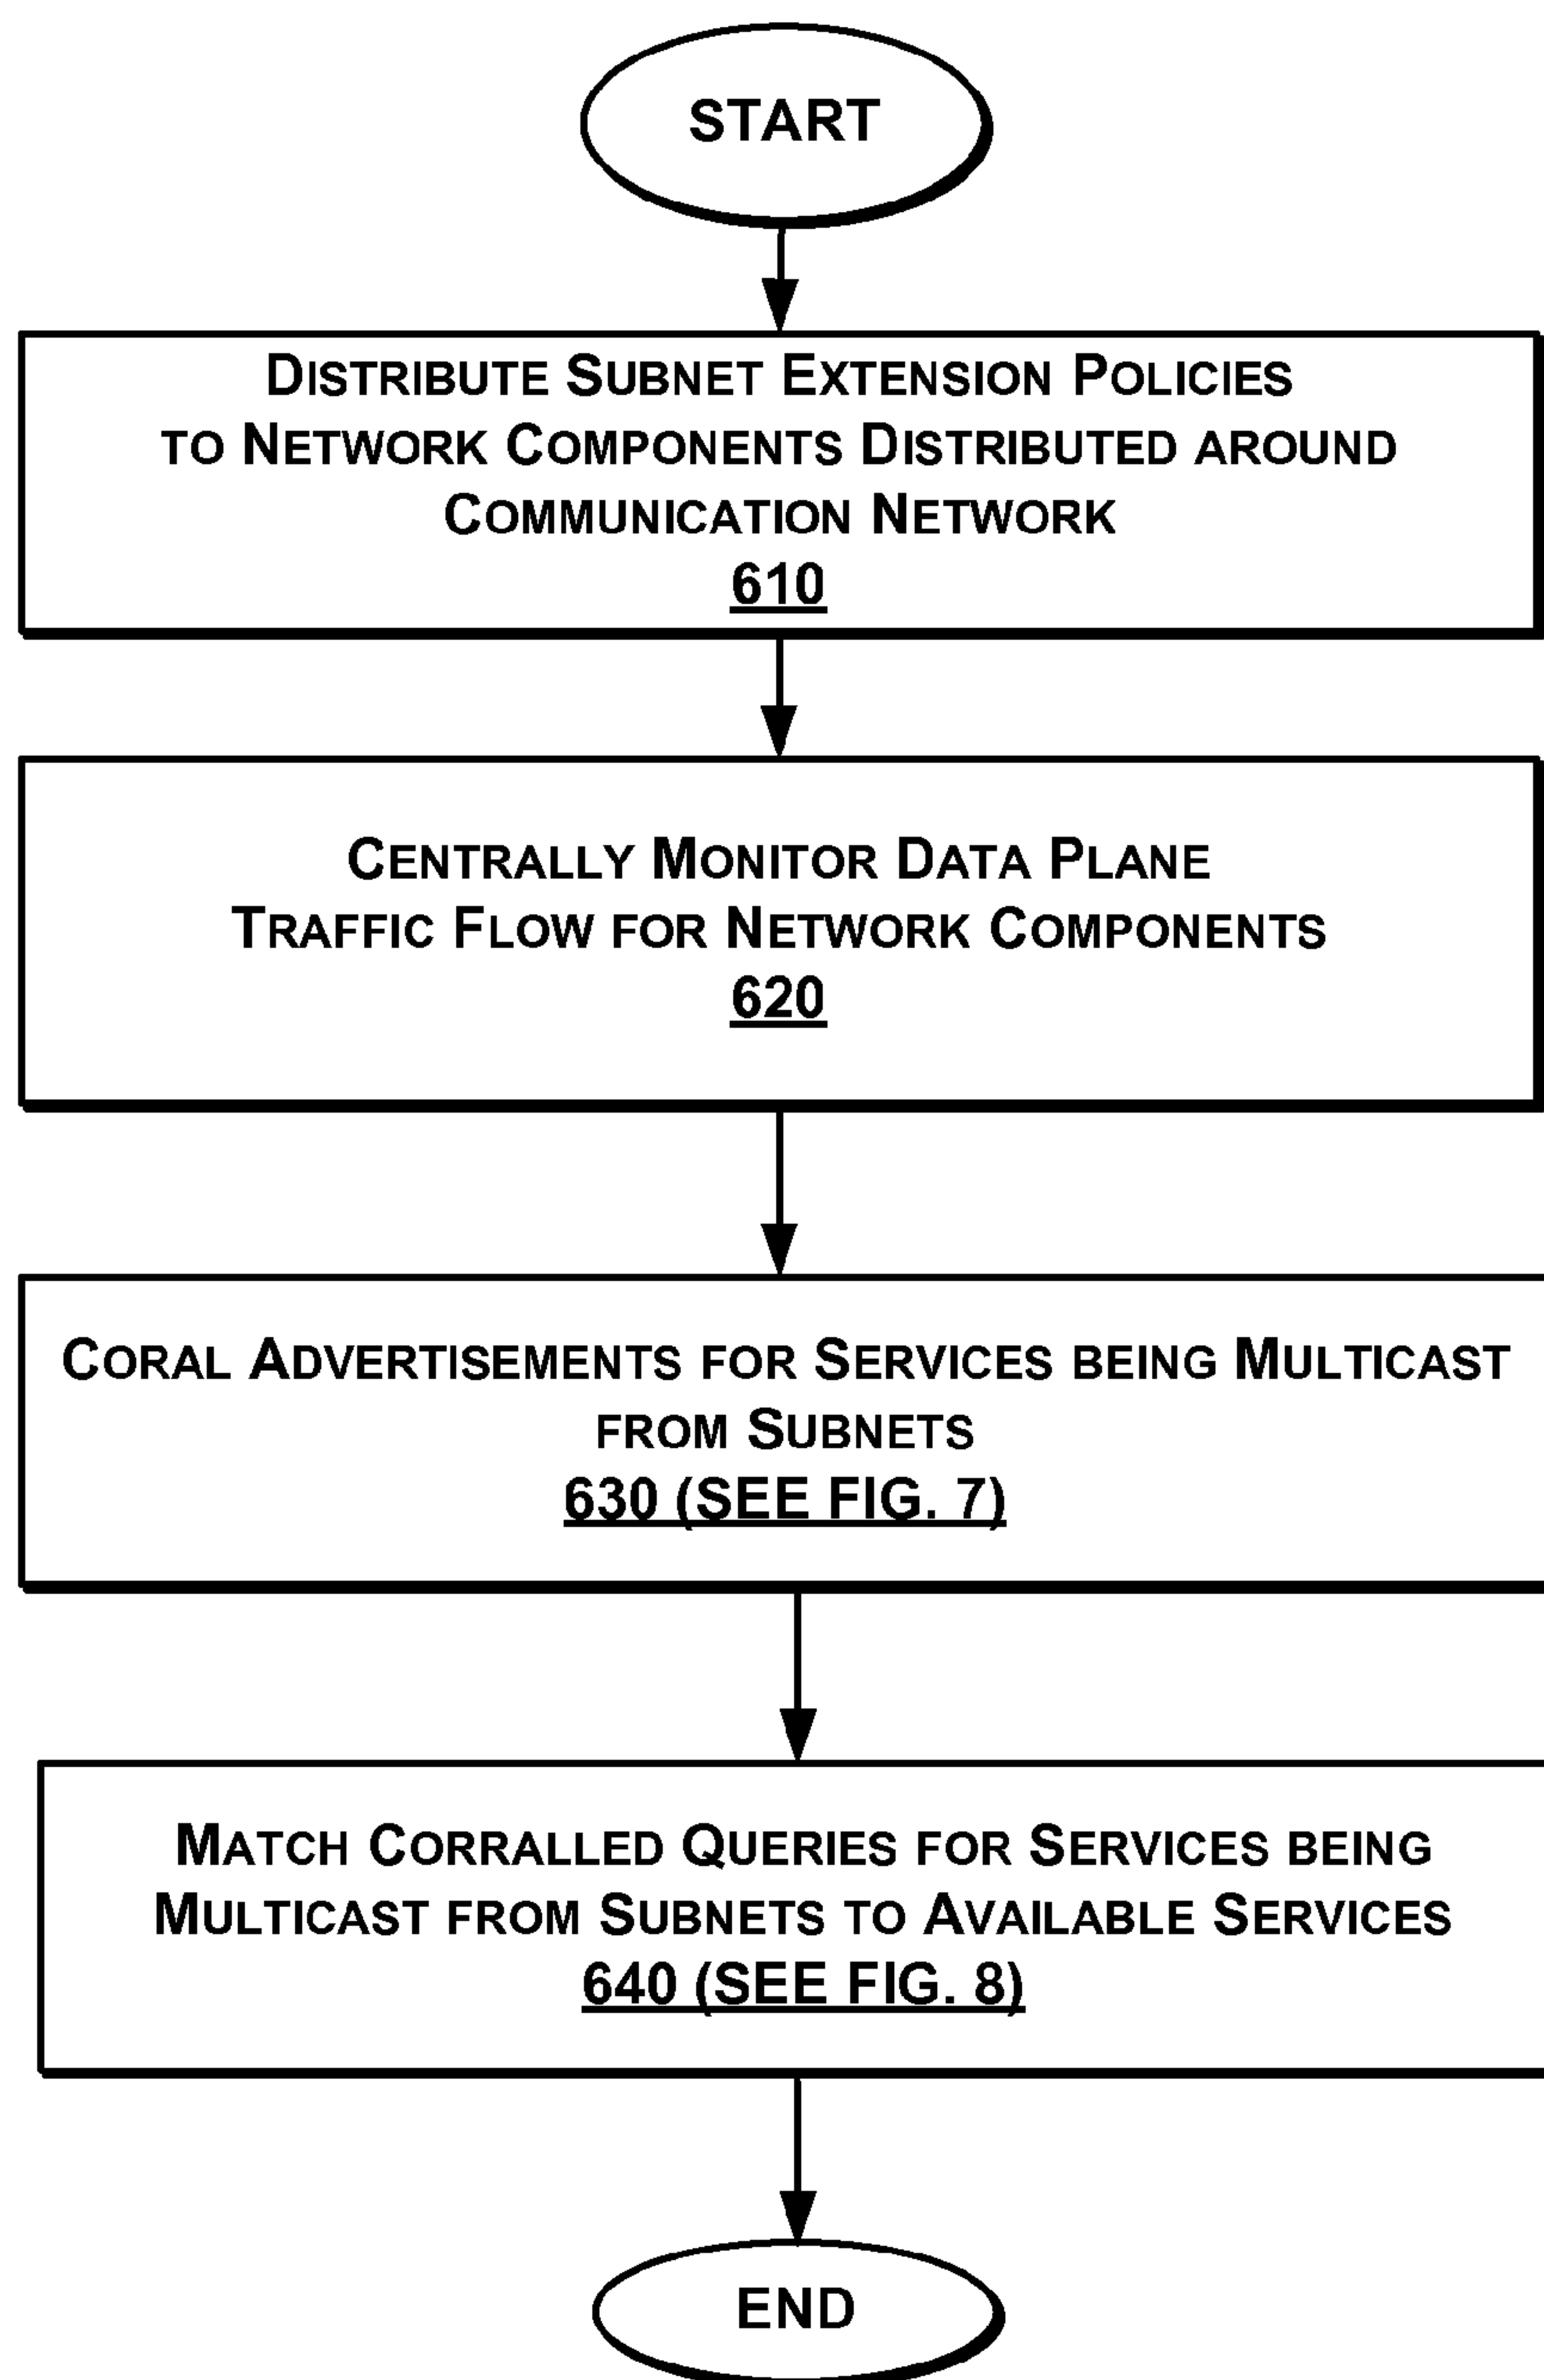 START
DISTRIBUTE SUBNET EXTENSION POLICIES
TO NETWORK COMPONENTS DISTRIBUTED AROUND
COMMUNICATION NETWORK
610
CENTRALLY MONITOR DATA PLANE
TRAFFIC FLOW FOR NETWORK COMPONENTS
620
CORAL ADVERTISEMENTS FOR SERVICES BEING MULTICAST
FROM SUBNETS
630 (SEE FIG. 7)
MATCH CORRALLED QUERIES FOR SERVICES BEING
MULTICAST FROM SUBNETS TO AVAILABLE SERVICES
640 (SEE FIG. 8)
END